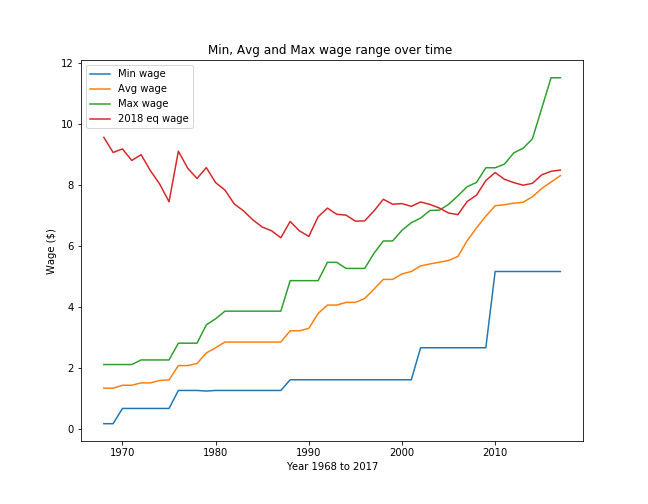 Min, Avg and Max wage range over time
Min wage
Avg wage
Max wage
2018 eq wage
12
10
8
6
4
2
0
Wage ($)
1970 1980 1990 2000 2010
Year 1968 to 2017